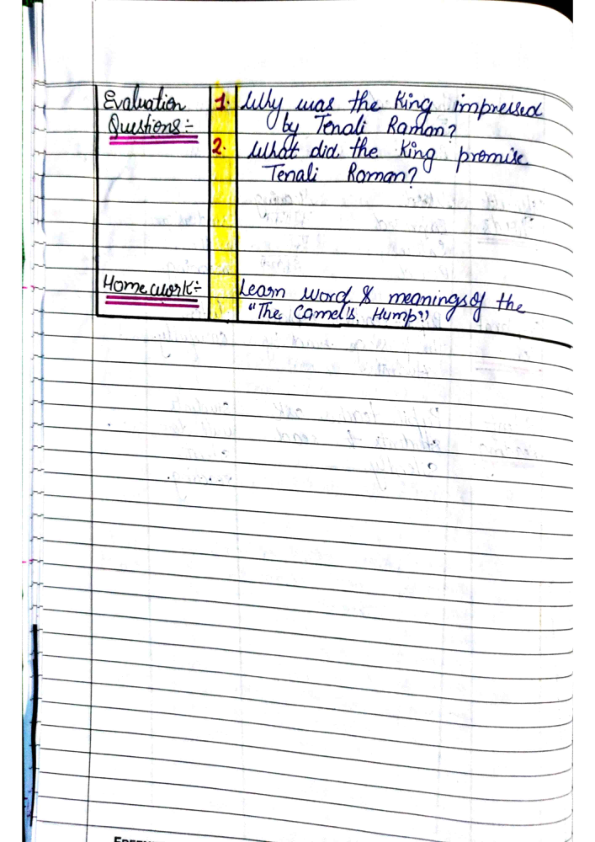 Evaluation Questions :-
1. Why was the King impressed
by Tenali Raman?
2. What did the King promise
Tenali Raman?
Homework :-
Learn word & meanings of the
"The Camel's Hump"